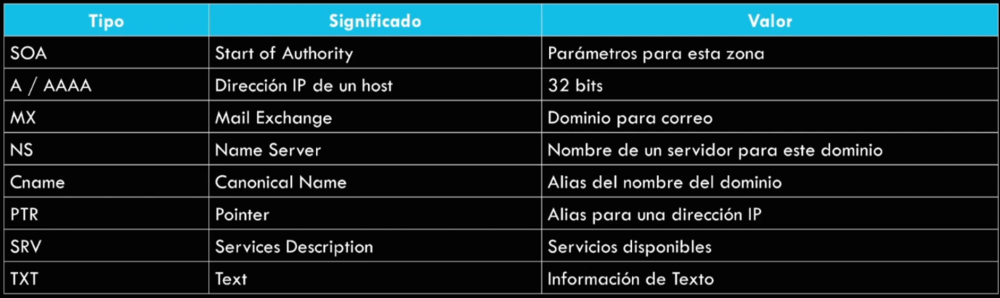 Tipo Significado Valor
SOA Start of Authority Parámetros para esta zona
A / AAAA Dirección IP de un host 32 bits
MX Mail Exchange Dominio para correo
NS Name Server Nombre de un servidor para este dominio
Cname Canonical Name Alias del nombre del dominio
PTR Pointer Alias para una dirección IP
SRV Services Description Servicios disponibles
TXT Text Información de Texto